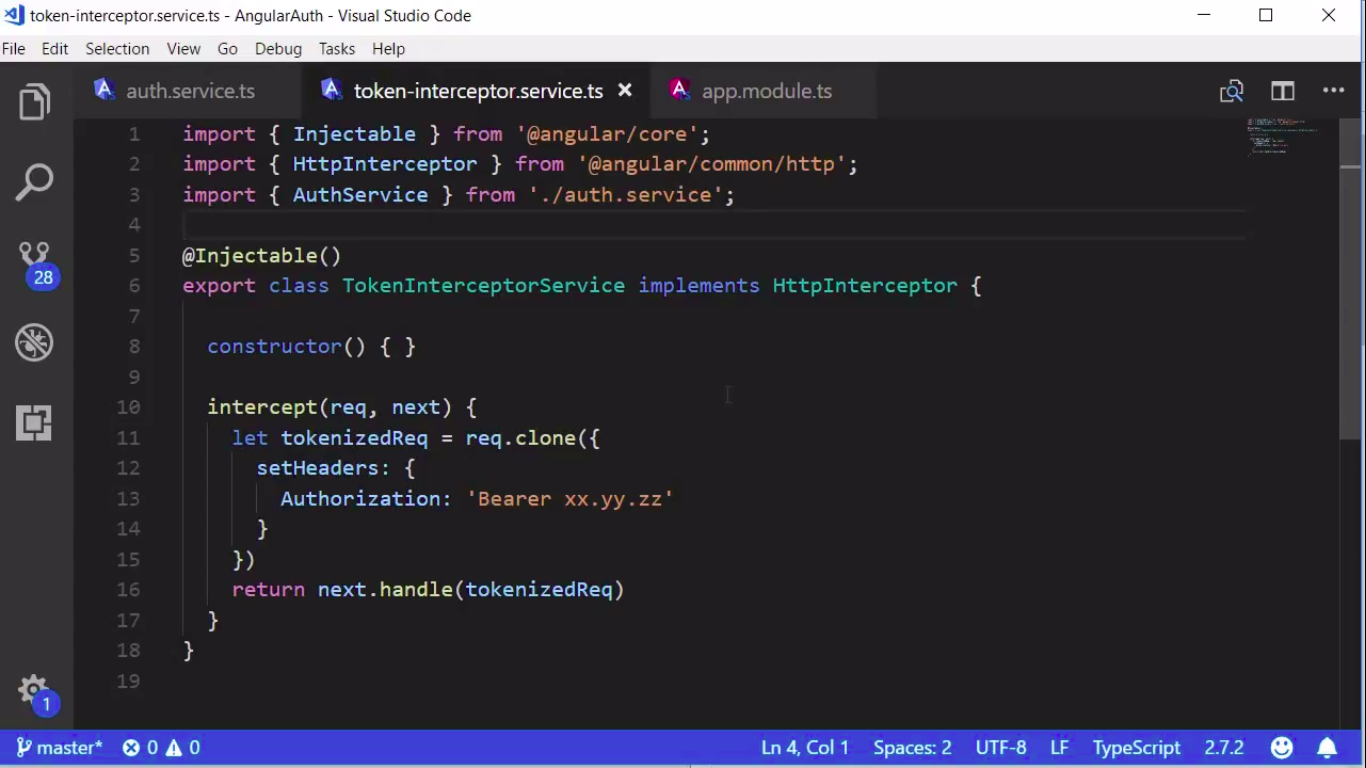 token-interceptor.service.ts - AngularAuth - Visual Studio Code
File Edit Selection View Go Debug Tasks Help
auth.service.ts token-interceptor.service.ts app.module.ts
1 import { Injectable } from '@angular/core';
2 import { HttpInterceptor } from '@angular/common/http';
3 import { AuthService } from './auth.service';
4
5 @Injectable()
6 export class TokenInterceptorService implements HttpInterceptor {
7
8 constructor() { }
9
10 intercept(req, next) {
11 let tokenizedReq = req.clone({
12 setHeaders: {
13 Authorization: 'Bearer xx.yy.zz'
14 }
15 })
16 return next.handle(tokenizedReq)
17 }
18 }
19
28
1
master* 0 0 Ln 4, Col 1 Spaces: 2 UTF-8 LF TypeScript 2.7.2